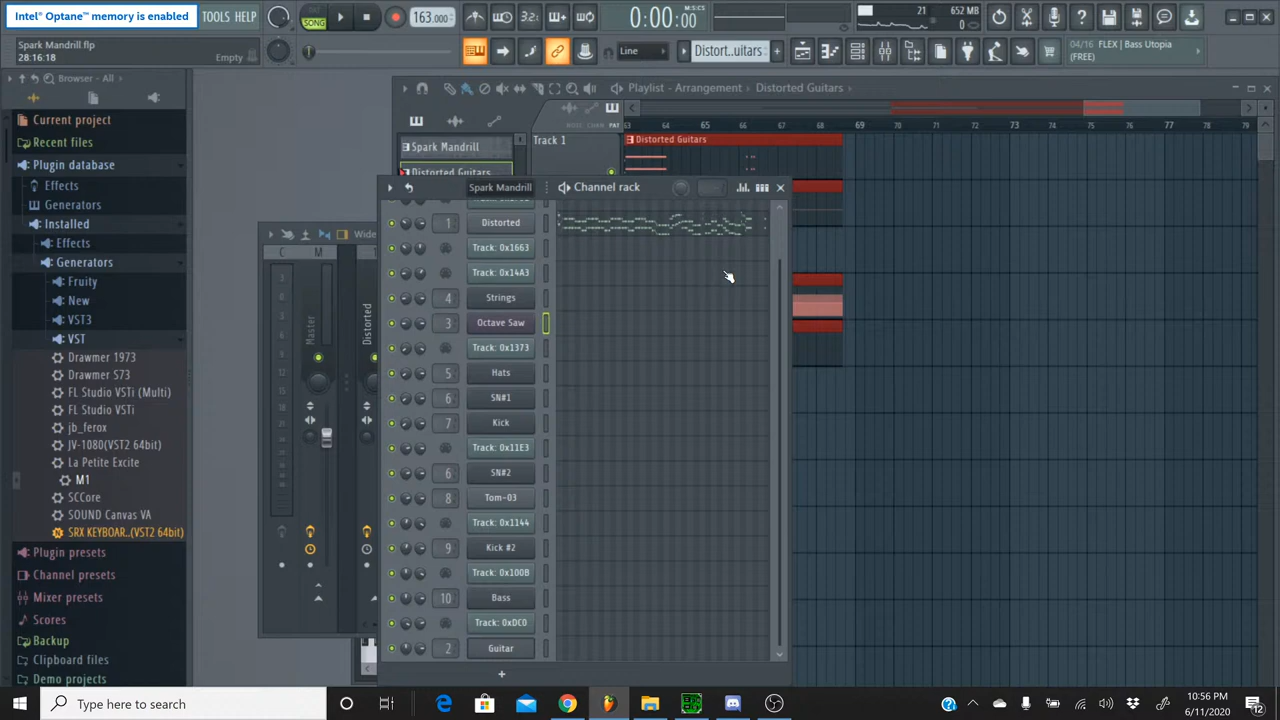 Intel® Optane™ memory is enabled
TOOLS HELP
SONG
163.000
3.2:
0:00:00
M:S:CS
21
652 MB
0
Spark Mandrill.flp
28:16:18
Empty
Line
Distort..uitars
04/16 FLEX | Bass Utopia
(FREE)
Browser - All
Playlist - Arrangement
Distorted Guitars
Current project
Recent files
Plugin database
Effects
Generators
Installed
Effects
Generators
Fruity
New
VST3
VST
Drawmer 1973
Drawmer S73
FL Studio VSTi (Multi)
FL Studio VSTi
jb_ferox
JV-1080(VST2 64bit)
La Petite Excite
M1
SCCore
SOUND Canvas VA
SRX KEYBOAR..(VST2 64bit)
Plugin presets
Channel presets
Mixer presets
Scores
Backup
Clipboard files
Demo projects
NOTE CHAN PAT
63 64 65 66 67 68 69 70 71 72 73 74 75 76 77 78 79
Spark Mandrill
Distorted Guitars
Track 1
Distorted Guitars
Wide
C M
Master
Distorted
Spark Mandrill
Channel rack
1 Distorted
Track: 0x1663
Track: 0x14A3
4 Strings
3 Octave Saw
Track: 0x1373
5 Hats
6 SN#1
7 Kick
Track: 0x11E3
6 SN#2
8 Tom-03
Track: 0x1144
9 Kick #2
Track: 0x100B
10 Bass
Track: 0xDC0
2 Guitar
+
Type here to search
10:56 PM
6/11/2020